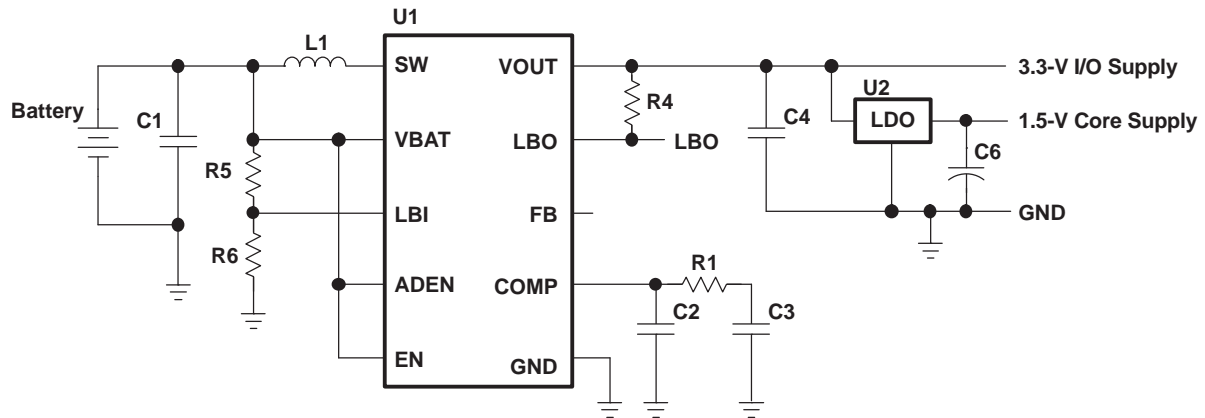 U1
L1
SW
VOUT
3.3-V I/O Supply
U2
Battery
C1
R4
C4
LDO
1.5-V Core Supply
VBAT
LBO
LBO
C6
R5
LBI
FB
GND
R6
R1
ADEN
COMP
C2
C3
EN
GND